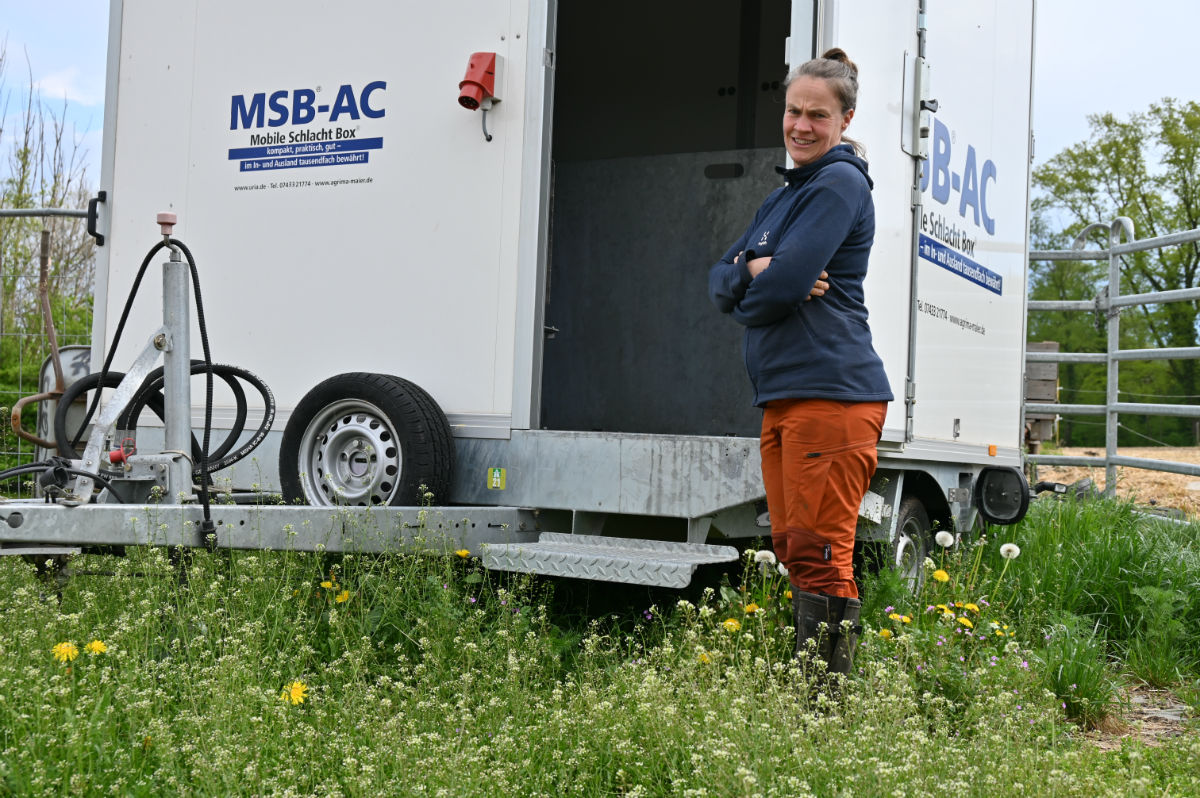 MSB®-AC
Mobile Schlacht Box®
kompakt, praktisch, gut –
im In- und Ausland tausendfach bewährt!
www.uria.de · Tel. 07433 21774 · www.agrima-maier.de
SB®-AC
Schlacht Box®
– im In- und Ausland tausendfach bewährt!
Tel. 07433 21774 · www.agrima-maier.de
21